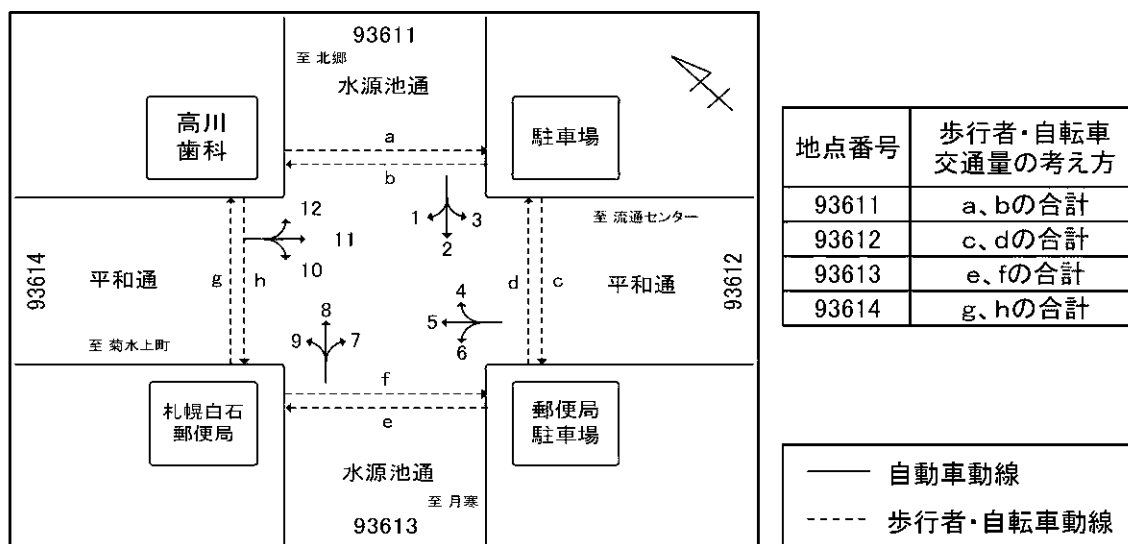 93611
至 北郷
水源池通
高川
歯科
駐車場
a
b
12
11
10
1
2
3
至 流通センター
93614
平和通
g
h
d
c
平和通
93612
至 菊水上町
8
9
7
4
5
6
f
e
札幌白石
郵便局
郵便局
駐車場
水源池通
至 月寒
93613
地点番号
歩行者・自転車
交通量の考え方
93611
a、bの合計
93612
c、dの合計
93613
e、fの合計
93614
g、hの合計
自動車動線
歩行者・自転車動線